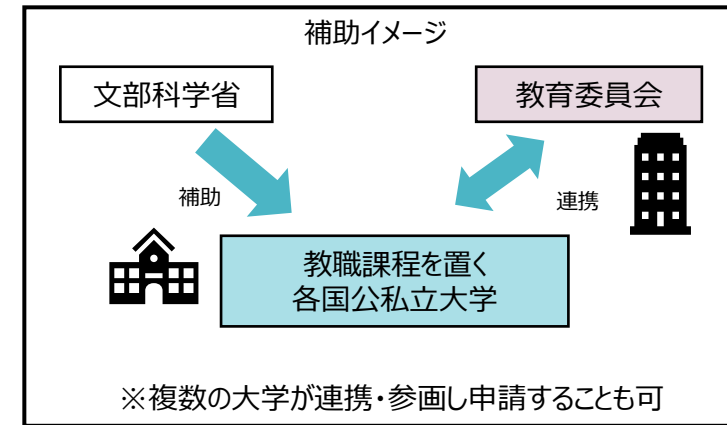 補助イメージ
文部科学省
教育委員会
補助
連携
教職課程を置く
各国公私立大学
※複数の大学が連携・参画し申請することも可